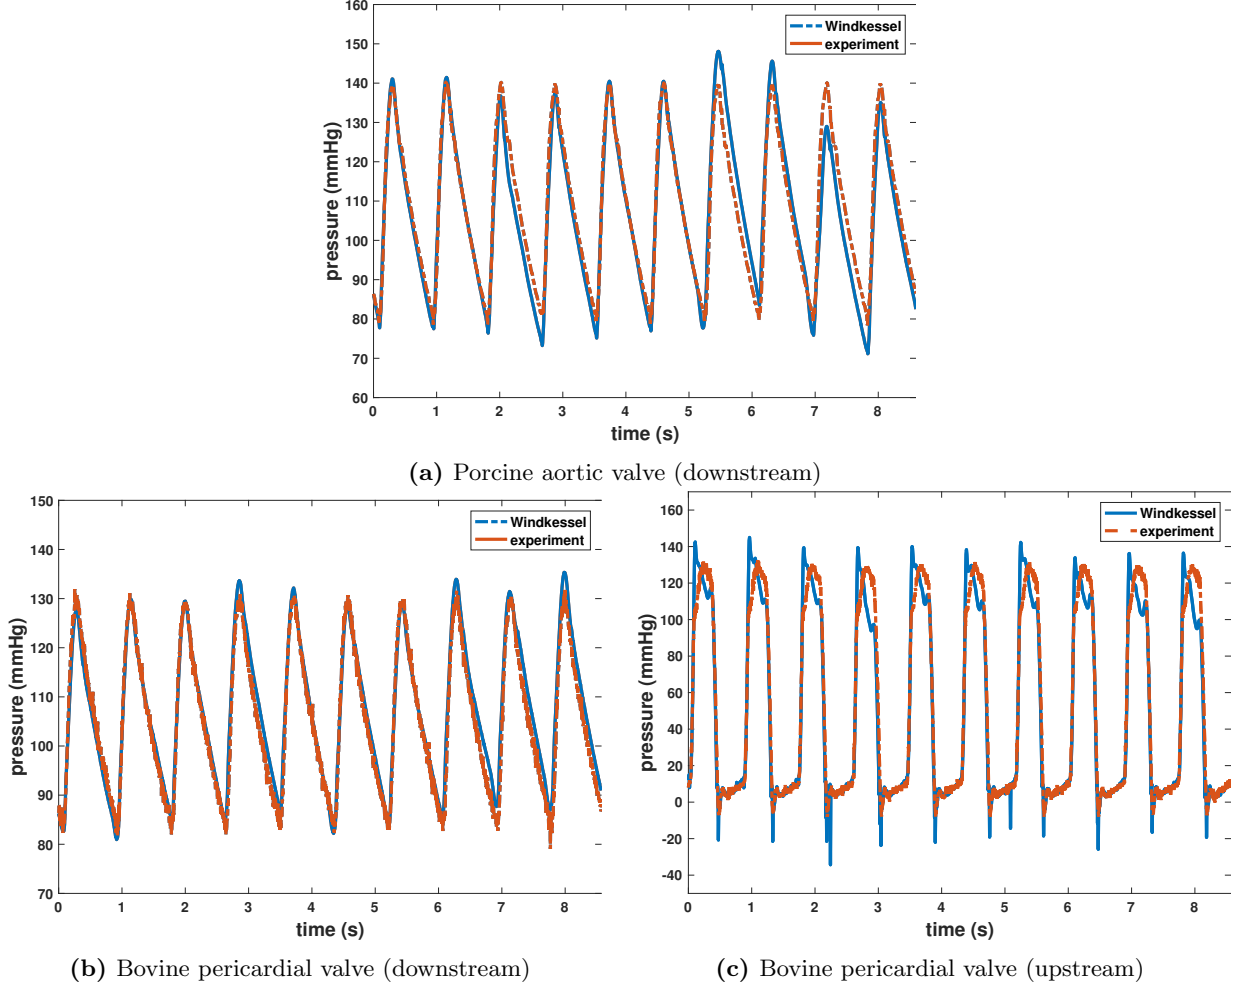 160
150
140
130
120
110
100
90
80
70
60
pressure (mmHg)
Windkessel
experiment
0 1 2 3 4 5 6 7 8
time (s)
(a) Porcine aortic valve (downstream)
150
140
130
120
110
100
90
80
70
pressure (mmHg)
Windkessel
experiment
0 1 2 3 4 5 6 7 8
time (s)
(b) Bovine pericardial valve (downstream)
160
140
120
100
80
60
40
20
0
-20
-40
pressure (mmHg)
Windkessel
experiment
0 1 2 3 4 5 6 7 8
time (s)
(c) Bovine pericardial valve (upstream)